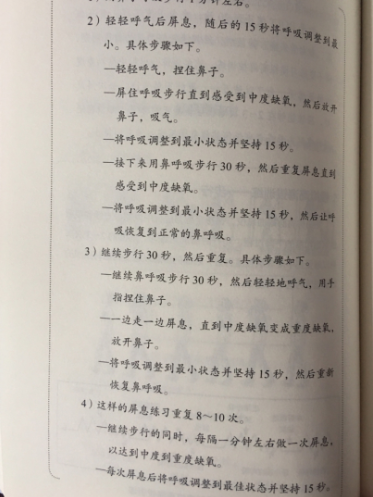 2）轻轻呼气后屏息，随后的15秒将呼吸调整到最
小。具体步骤如下。
—轻轻呼气，捏住鼻子。
—屏住呼吸步行直到感受到中度缺氧，然后放开
鼻子，吸气。
—将呼吸调整到最小状态并坚持15秒。
—接下来用鼻呼吸步行30秒，然后重复屏息直到
感受到中度缺氧。
—将呼吸调整到最小状态并坚持15秒，然后让呼
吸恢复到正常的鼻呼吸。
3）继续步行30秒，然后重复。具体步骤如下。
—继续鼻呼吸步行30秒，然后轻轻地呼气，用手
指捏住鼻子。
—一边走一边屏息，直到中度缺氧变成重度缺氧，
放开鼻子。
—将呼吸调整到最小状态并坚持15秒，然后重新
恢复鼻呼吸。
4）这样的屏息练习重复8～10次。
—继续步行的同时，每隔一分钟左右做一次屏息，
以达到中度到重度缺氧。
—每次屏息后将呼吸调整到最佳状态并坚持15秒。